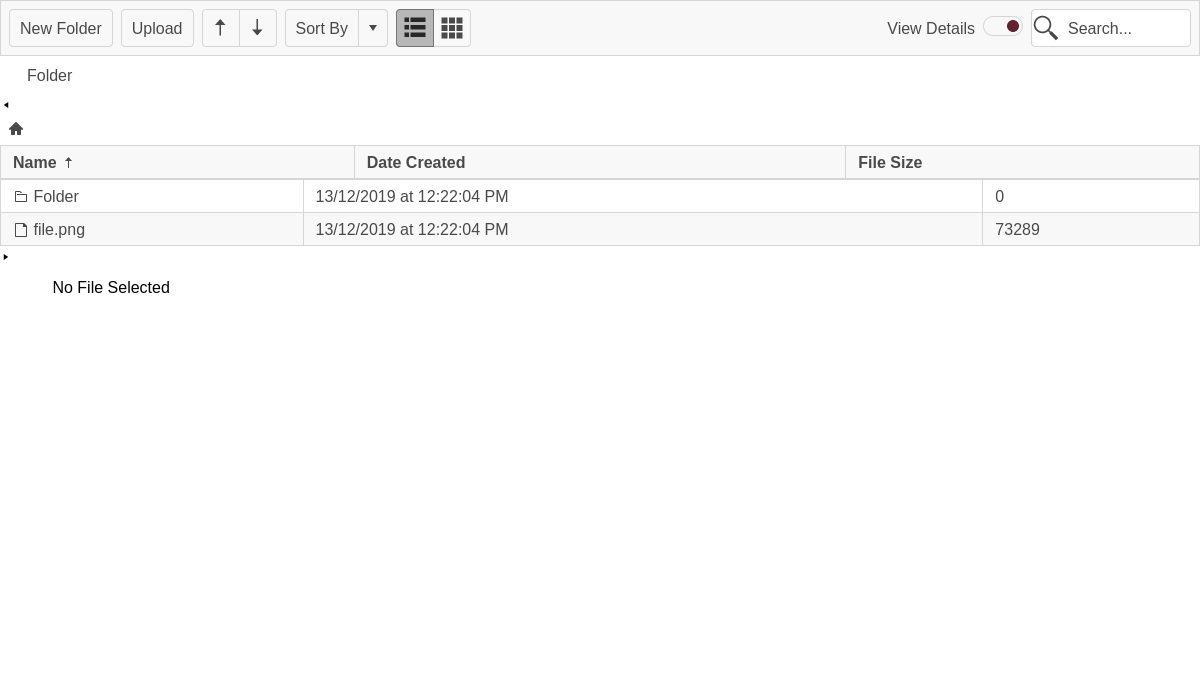 New Folder Upload Sort By View Details Search...
Folder
Name Date Created File Size
Folder 13/12/2019 at 12:22:04 PM 0
file.png 13/12/2019 at 12:22:04 PM 73289
No File Selected